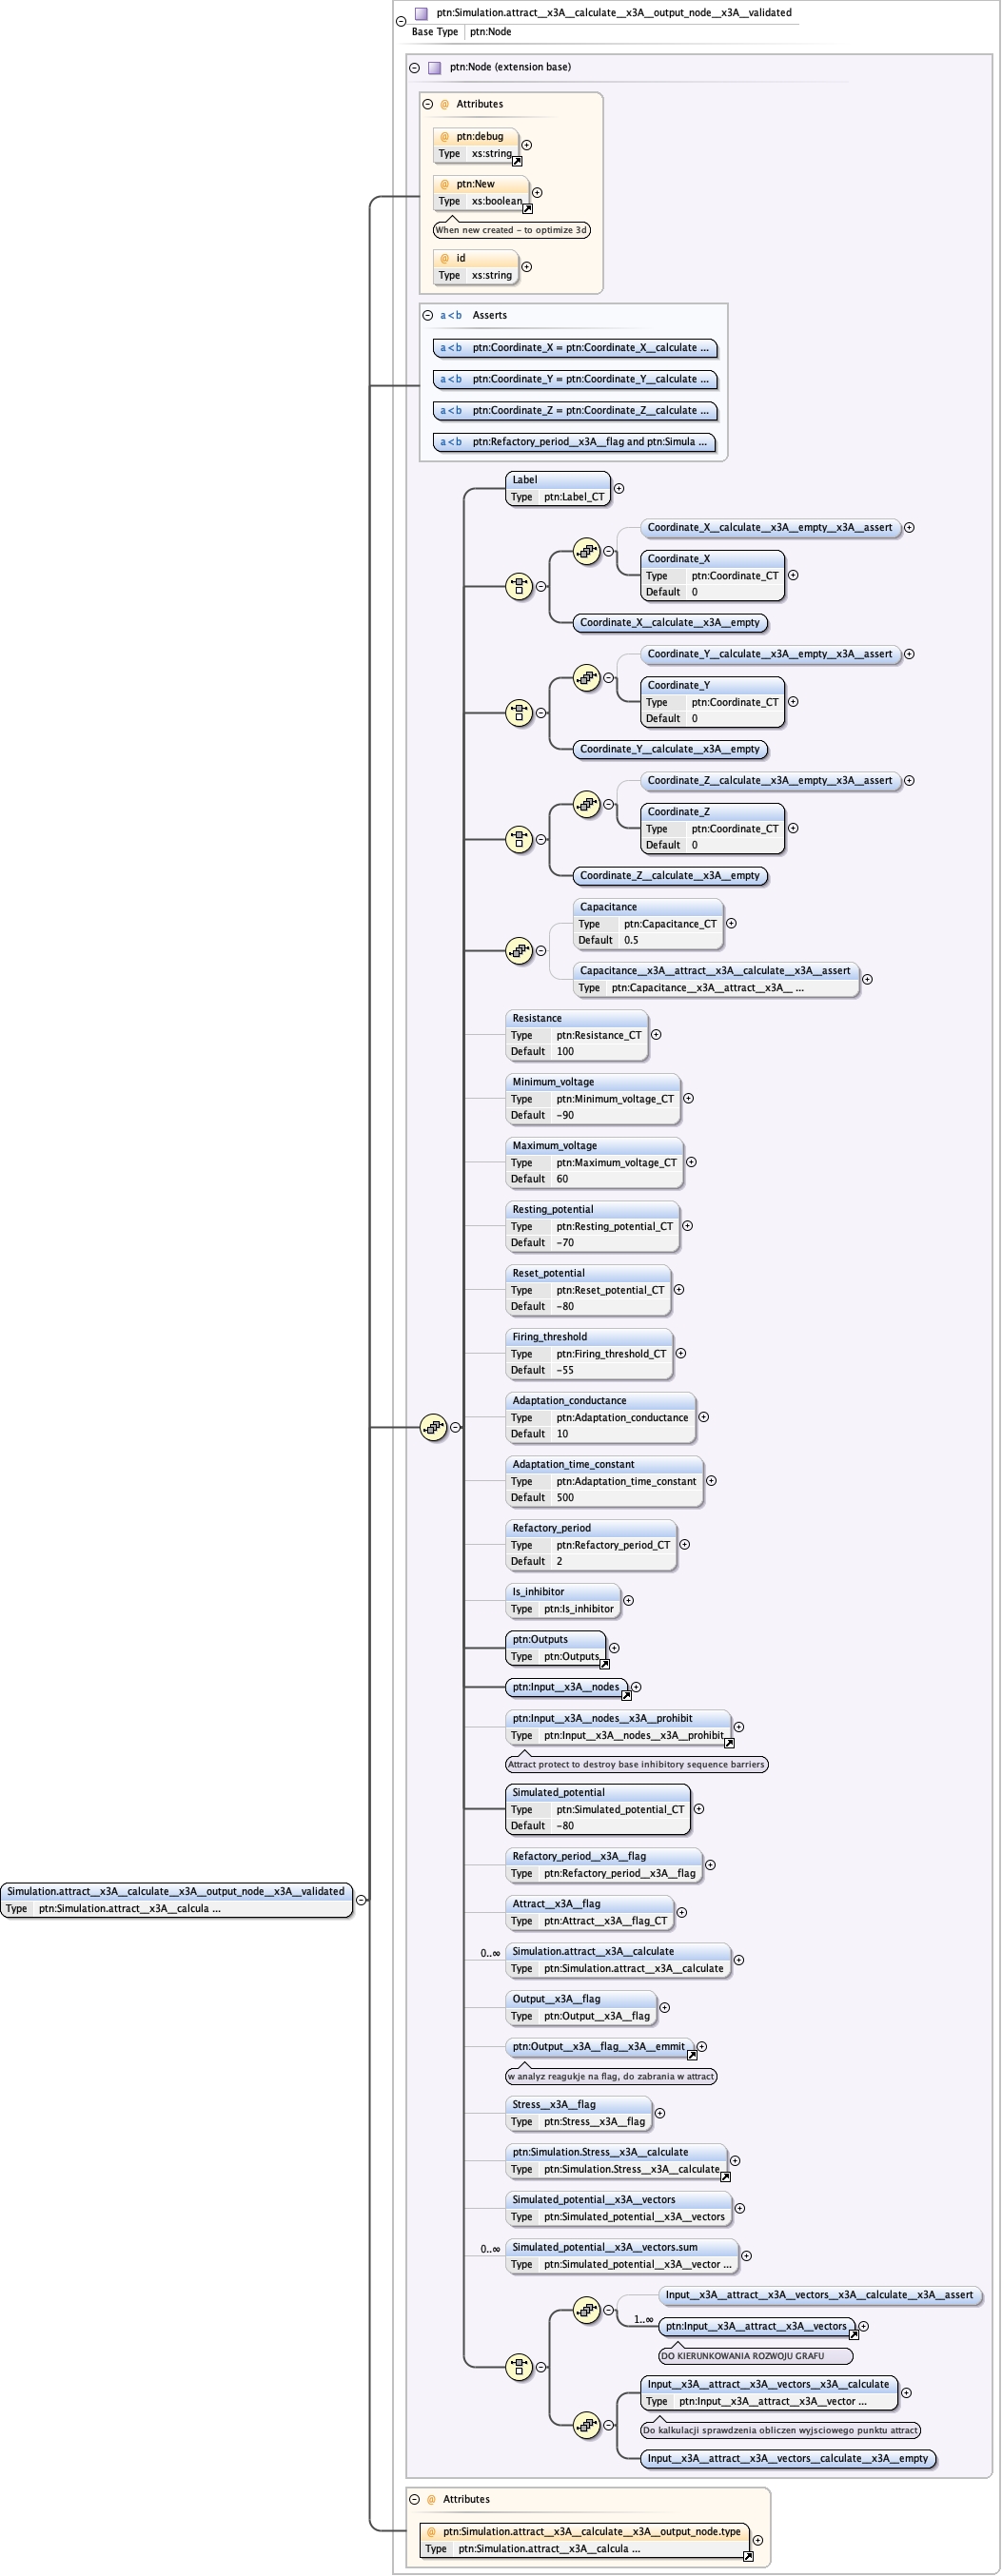 ptn:Simulation.attract__x3A__calculate__x3A__output_node__x3A__validated
Base Type ptn:Node
ptn:Node (extension base)
@ Attributes
@ ptn:debug
Type xs:string
@ ptn:New
Type xs:boolean
When new created - to optimize 3d
@ id
Type xs:string
a<b Asserts
a<b ptn:Coordinate_X = ptn:Coordinate_X__calculate ...
a<b ptn:Coordinate_Y = ptn:Coordinate_Y__calculate ...
a<b ptn:Coordinate_Z = ptn:Coordinate_Z__calculate ...
a<b ptn:Refactory_period__x3A__flag and ptn:Simula ...
Label
Type ptn:Label_CT
Coordinate_X__calculate__x3A__empty__x3A__assert
Coordinate_X
Type ptn:Coordinate_CT
Default 0
Coordinate_X__calculate__x3A__empty
Coordinate_Y__calculate__x3A__empty__x3A__assert
Coordinate_Y
Type ptn:Coordinate_CT
Default 0
Coordinate_Y__calculate__x3A__empty
Coordinate_Z__calculate__x3A__empty__x3A__assert
Coordinate_Z
Type ptn:Coordinate_CT
Default 0
Coordinate_Z__calculate__x3A__empty
Capacitance
Type ptn:Capacitance_CT
Default 0.5
Capacitance__x3A__attract__x3A__calculate__x3A__assert
Type ptn:Capacitance__x3A__attract__x3A__ ...
Resistance
Type ptn:Resistance_CT
Default 100
Minimum_voltage
Type ptn:Minimum_voltage_CT
Default -90
Maximum_voltage
Type ptn:Maximum_voltage_CT
Default 60
Resting_potential
Type ptn:Resting_potential_CT
Default -70
Reset_potential
Type ptn:Reset_potential_CT
Default -80
Firing_threshold
Type ptn:Firing_threshold_CT
Default -55
Adaptation_conductance
Type ptn:Adaptation_conductance
Default 10
Adaptation_time_constant
Type ptn:Adaptation_time_constant
Default 500
Refactory_period
Type ptn:Refactory_period_CT
Default 2
Is_inhibitor
Type ptn:Is_inhibitor
ptn:Outputs
Type ptn:Outputs
ptn:Input__x3A__nodes
ptn:Input__x3A__nodes__x3A__prohibit
Type ptn:Input__x3A__nodes__x3A__prohibit
Attract protect to destroy base inhibitory sequence barriers
Simulated_potential
Type ptn:Simulated_potential_CT
Default -80
Refactory_period__x3A__flag
Type ptn:Refactory_period__x3A__flag
Simulation.attract__x3A__calculate__x3A__output_node__x3A__validated
Type ptn:Simulation.attract__x3A__calcula ...
Attract__x3A__flag
Type ptn:Attract__x3A__flag_CT
0..∞
Simulation.attract__x3A__calculate
Type ptn:Simulation.attract__x3A__calculate
Output__x3A__flag
Type ptn:Output__x3A__flag
ptn:Output__x3A__flag__x3A__emmit
w analyz reagukje na flag, do zabrania w attract
Stress__x3A__flag
Type ptn:Stress__x3A__flag
ptn:Simulation.Stress__x3A__calculate
Type ptn:Simulation.Stress__x3A__calculate
Simulated_potential__x3A__vectors
Type ptn:Simulated_potential__x3A__vectors
0..∞
Simulated_potential__x3A__vectors.sum
Type ptn:Simulated_potential__x3A__vector ...
Input__x3A__attract__x3A__vectors__x3A__calculate__x3A__assert
1..∞
ptn:Input__x3A__attract__x3A__vectors
DO KIERUNKOWANIA ROZWOJU GRAFU
Input__x3A__attract__x3A__vectors__x3A__calculate
Type ptn:Input__x3A__attract__x3A__vector ...
Do kalkulacji sprawdzenia obliczen wyjsciowego punktu attract
Input__x3A__attract__x3A__vectors__calculate__x3A__empty
@ Attributes
@ ptn:Simulation.attract__x3A__calculate__x3A__output_node.type
Type ptn:Simulation.attract__x3A__calcula ...